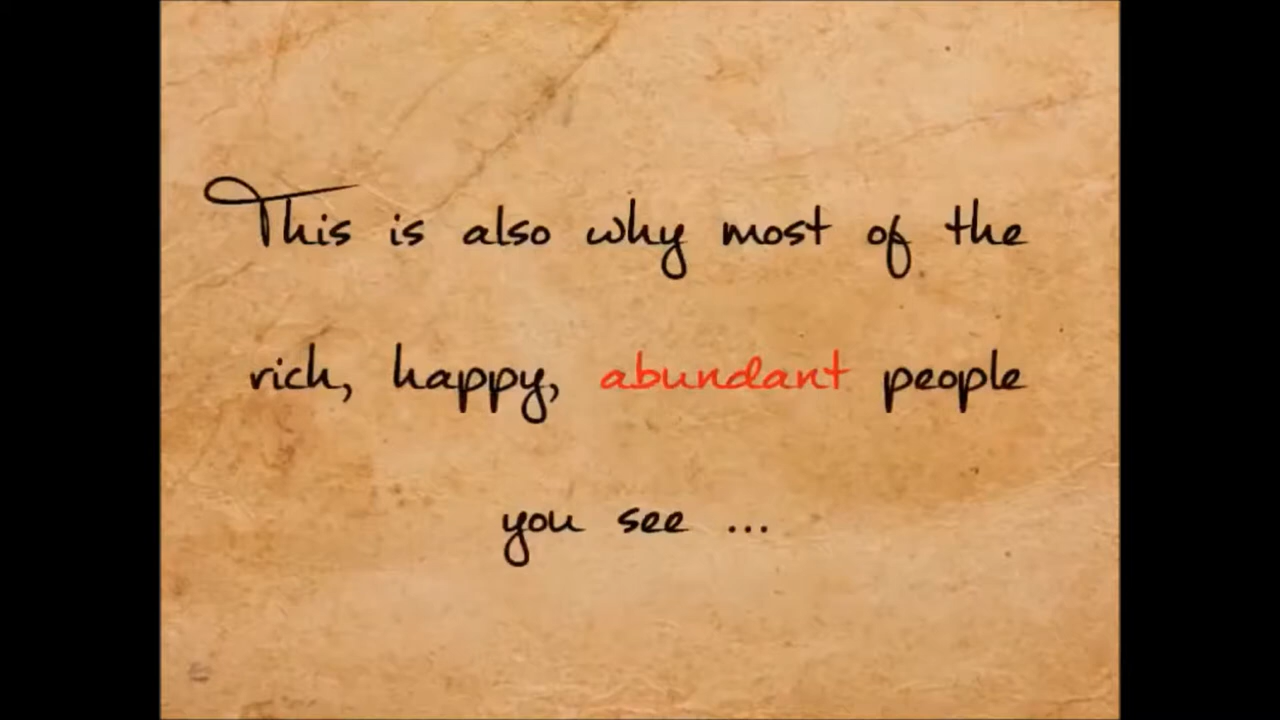 This is also why most of the
rich, happy, abundant people
you see ...